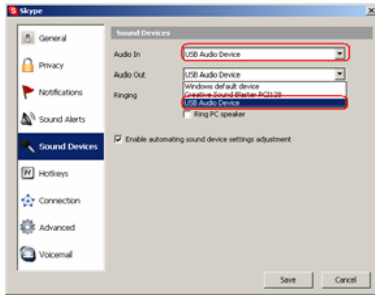 Skype
General
Privacy
Notifications
Sound Alerts
Sound Devices
Hotkeys
Connection
Advanced
Voicemail
Sound Devices
Audio In
USB Audio Device
Audio Out
USB Audio Device
Windows default device
Creative Sound Blaster PCI128
USB Audio Device
Ringing
Ring PC speaker
Enable automating sound device settings adjustment
Save
Cancel